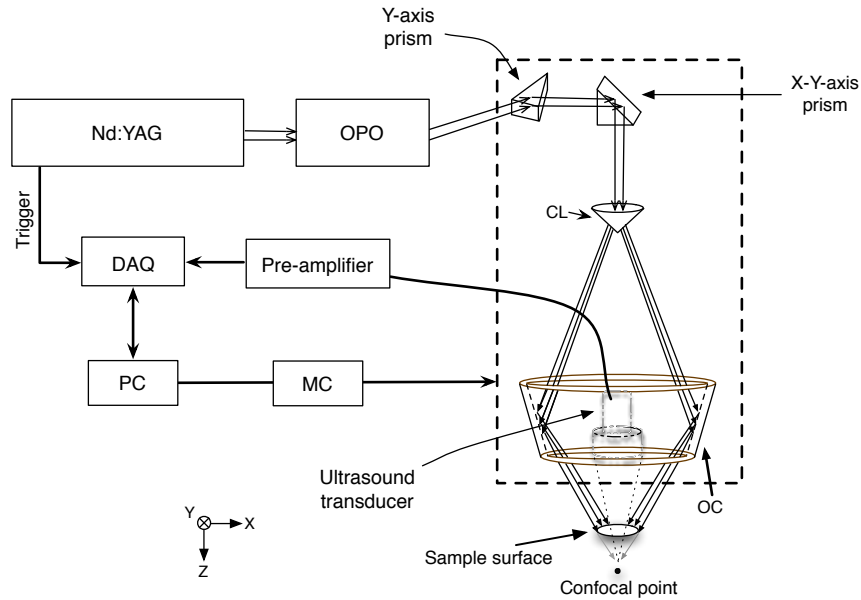 Y-axis
prism
X-Y-axis
prism
Nd:YAG
OPO
Trigger
CL
DAQ
Pre-amplifier
PC
MC
Ultrasound
transducer
OC
Y
X
Z
Sample surface
Confocal point